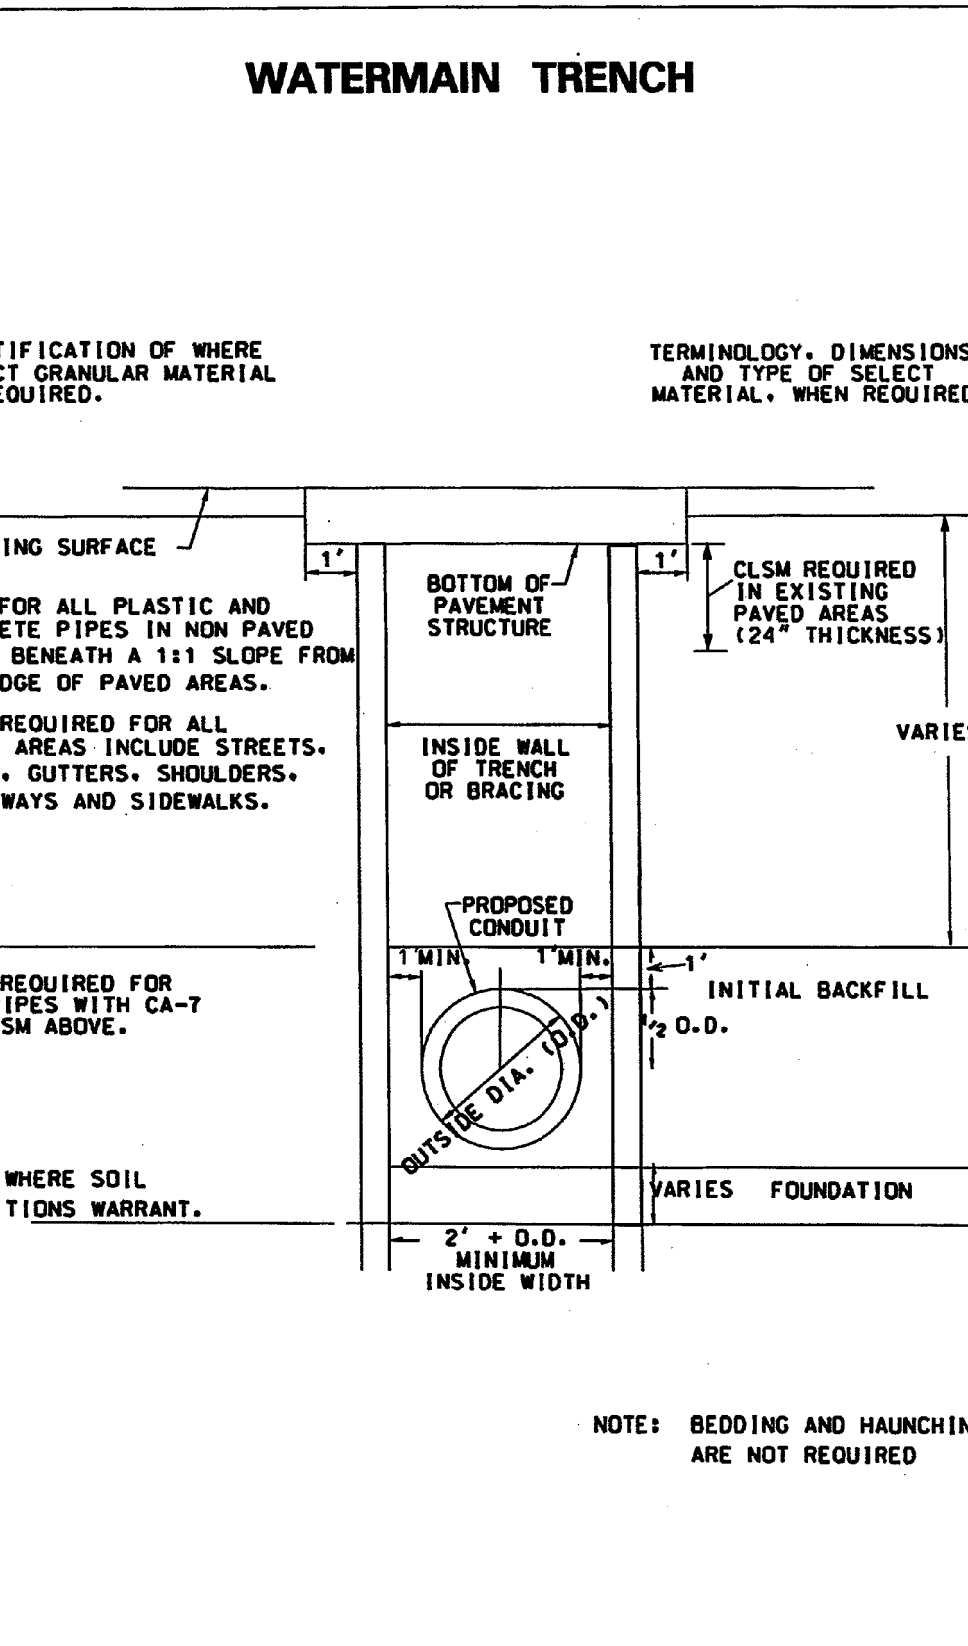 WATERMAIN TRENCH
TIFICATION OF WHERE
CT GRANULAR MATERIAL
EQUIRED.
TERMINOLOGY, DIMENSIONS
AND TYPE OF SELECT
MATERIAL, WHEN REQUIRED
ING SURFACE
1'
1'
BOTTOM OF
PAVEMENT
STRUCTURE
CLSM REQUIRED
IN EXISTING
PAVED AREAS
(24" THICKNESS)
FOR ALL PLASTIC AND
ETE PIPES IN NON PAVED
BENEATH A 1:1 SLOPE FROM
DGE OF PAVED AREAS.
REQUIRED FOR ALL
AREAS INCLUDE STREETS,
, GUTTERS, SHOULDERS,
WAYS AND SIDEWALKS.
INSIDE WALL
OF TRENCH
OR BRACING
VARIES
PROPOSED
CONDUIT
1'MIN.
1'MIN.
1'
REQUIRED FOR
IPES WITH CA-7
SM ABOVE.
INITIAL BACKFILL
1/2 O.D.
OUTSIDE DIA. (O.D.)
WHERE SOIL
TIONS WARRANT.
VARIES FOUNDATION
2' + O.D.
MINIMUM
INSIDE WIDTH
NOTE: BEDDING AND HAUNCHIN
ARE NOT REQUIRED